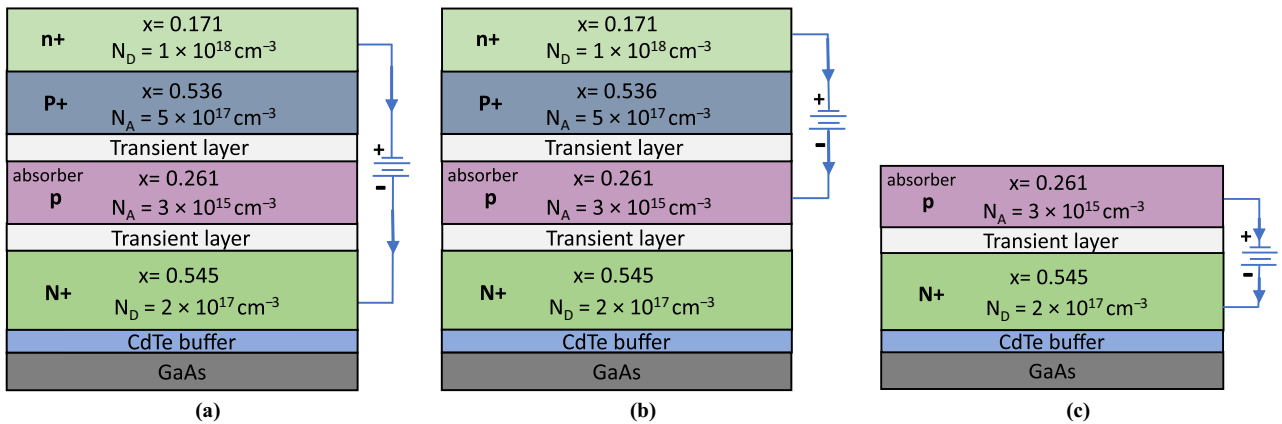 n+
x= 0.171
N_D = 1 × 10^18 cm^−3
P+
x= 0.536
N_A = 5 × 10^17 cm^−3
Transient layer
absorber
p
x= 0.261
N_A = 3 × 10^15 cm^−3
Transient layer
N+
x= 0.545
N_D = 2 × 10^17 cm^−3
CdTe buffer
GaAs
+
-
(a)
n+
x= 0.171
N_D = 1 × 10^18 cm^−3
P+
x= 0.536
N_A = 5 × 10^17 cm^−3
Transient layer
absorber
p
x= 0.261
N_A = 3 × 10^15 cm^−3
Transient layer
N+
x= 0.545
N_D = 2 × 10^17 cm^−3
CdTe buffer
GaAs
+
-
(b)
absorber
p
x= 0.261
N_A = 3 × 10^15 cm^−3
Transient layer
N+
x= 0.545
N_D = 2 × 10^17 cm^−3
CdTe buffer
GaAs
+
-
(c)